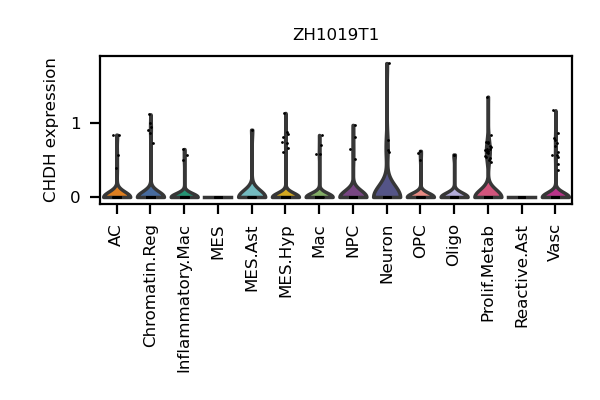 ZH1019T1
CHDH expression
1
0
AC
Chromatin.Reg
Inflammatory.Mac
MES
MES.Ast
MES.Hyp
Mac
NPC
Neuron
OPC
Oligo
Prolif.Metab
Reactive.Ast
Vasc